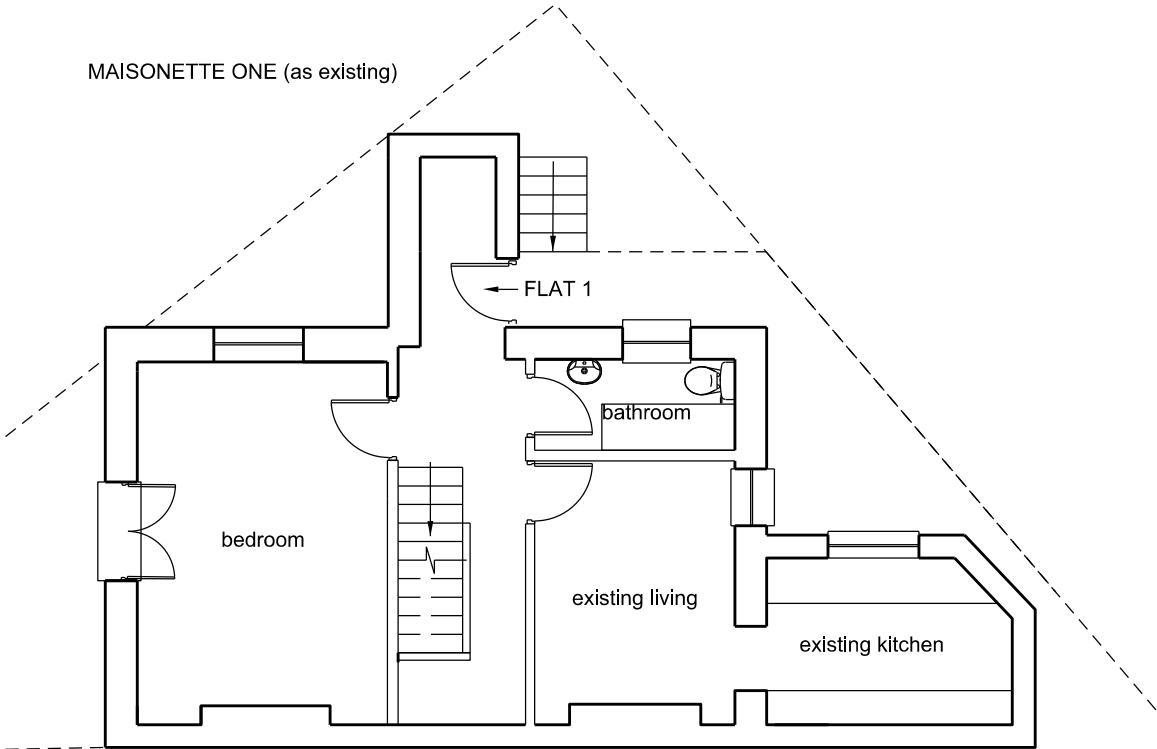 MAISONETTE ONE (as existing)
FLAT 1
bathroom
bedroom
existing living
existing kitchen